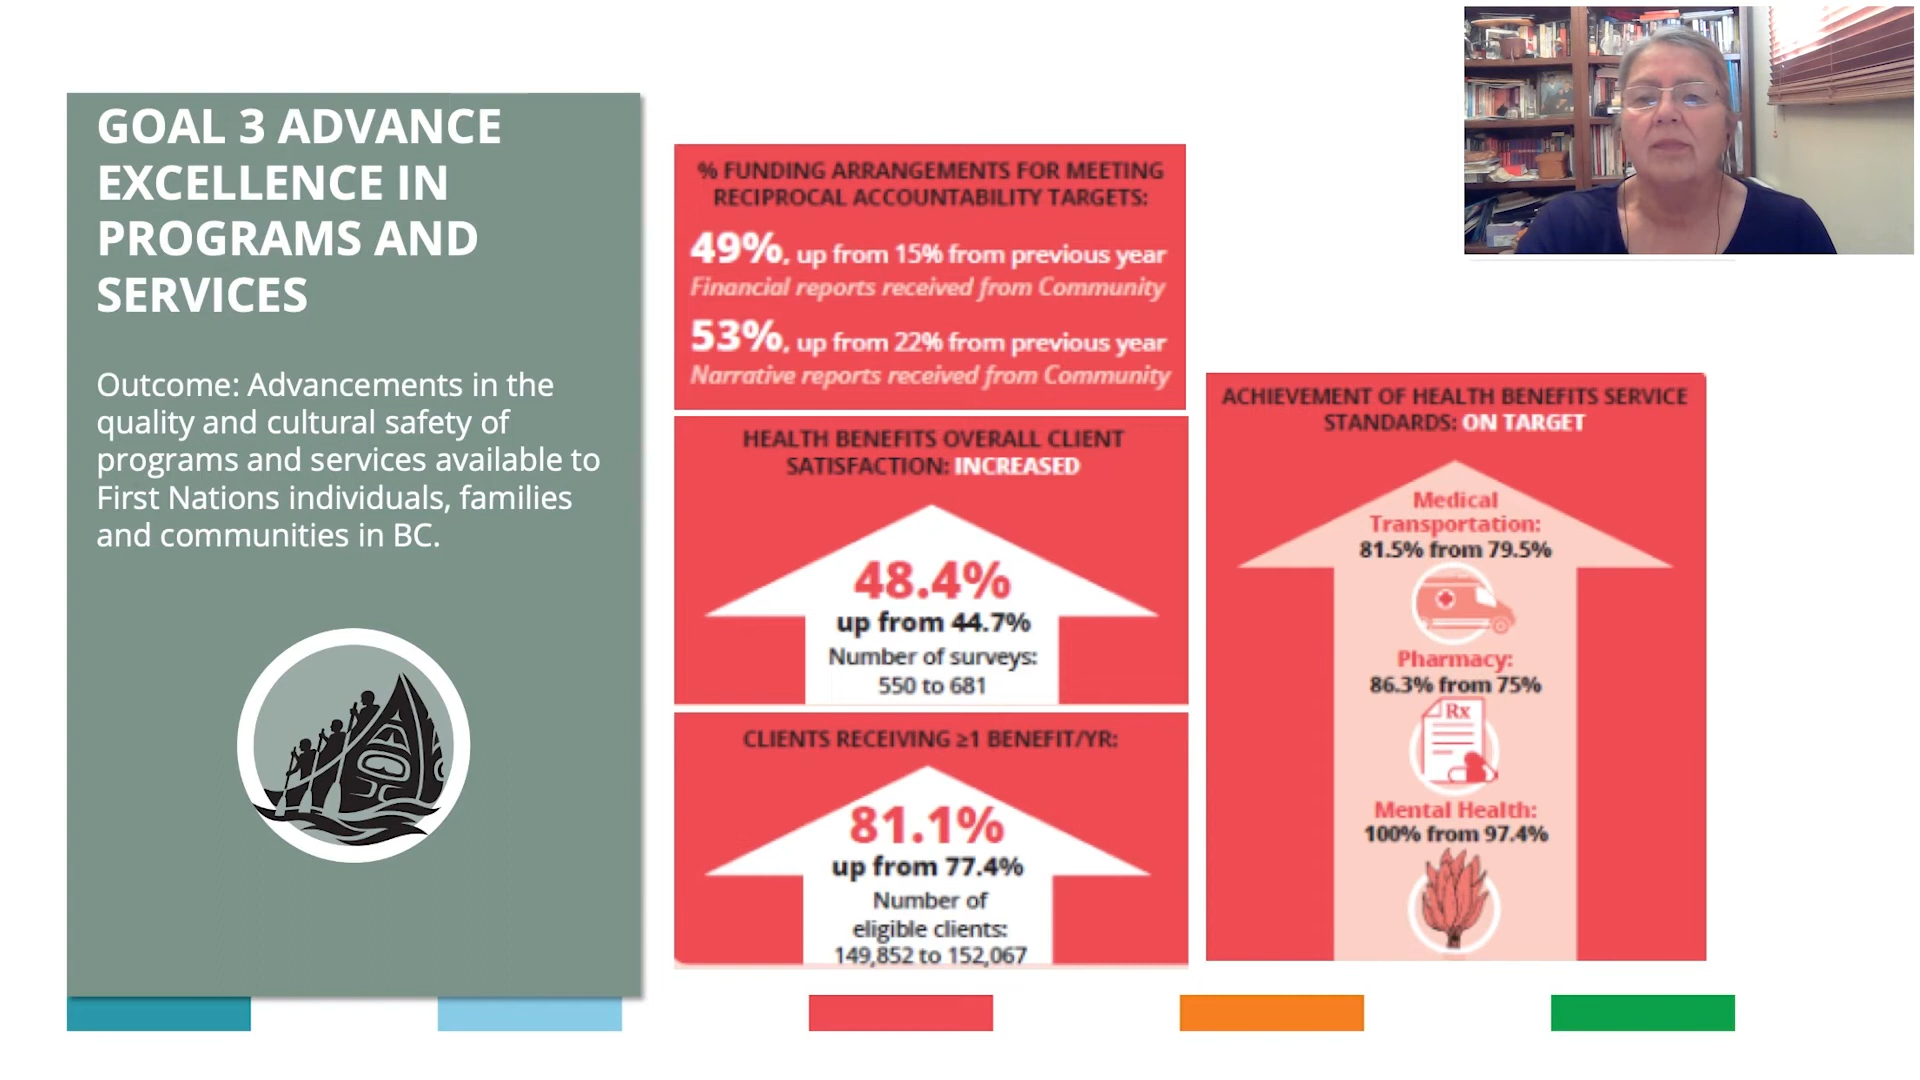 GOAL 3 ADVANCE
EXCELLENCE IN
PROGRAMS AND
SERVICES
Outcome: Advancements in the
quality and cultural safety of
programs and services available to
First Nations individuals, families
and communities in BC.
% FUNDING ARRANGEMENTS FOR MEETING
RECIPROCAL ACCOUNTABILITY TARGETS:
49%, up from 15% from previous year
Financial reports received from Community
53%, up from 22% from previous year
Narrative reports received from Community
HEALTH BENEFITS OVERALL CLIENT
SATISFACTION: INCREASED
48.4%
up from 44.7%
Number of surveys:
550 to 681
CLIENTS RECEIVING ≥1 BENEFIT/YR:
81.1%
up from 77.4%
Number of
eligible clients:
149,852 to 152,067
ACHIEVEMENT OF HEALTH BENEFITS SERVICE
STANDARDS: ON TARGET
Medical
Transportation:
81.5% from 79.5%
Pharmacy:
86.3% from 75%
Rx
Mental Health:
100% from 97.4%